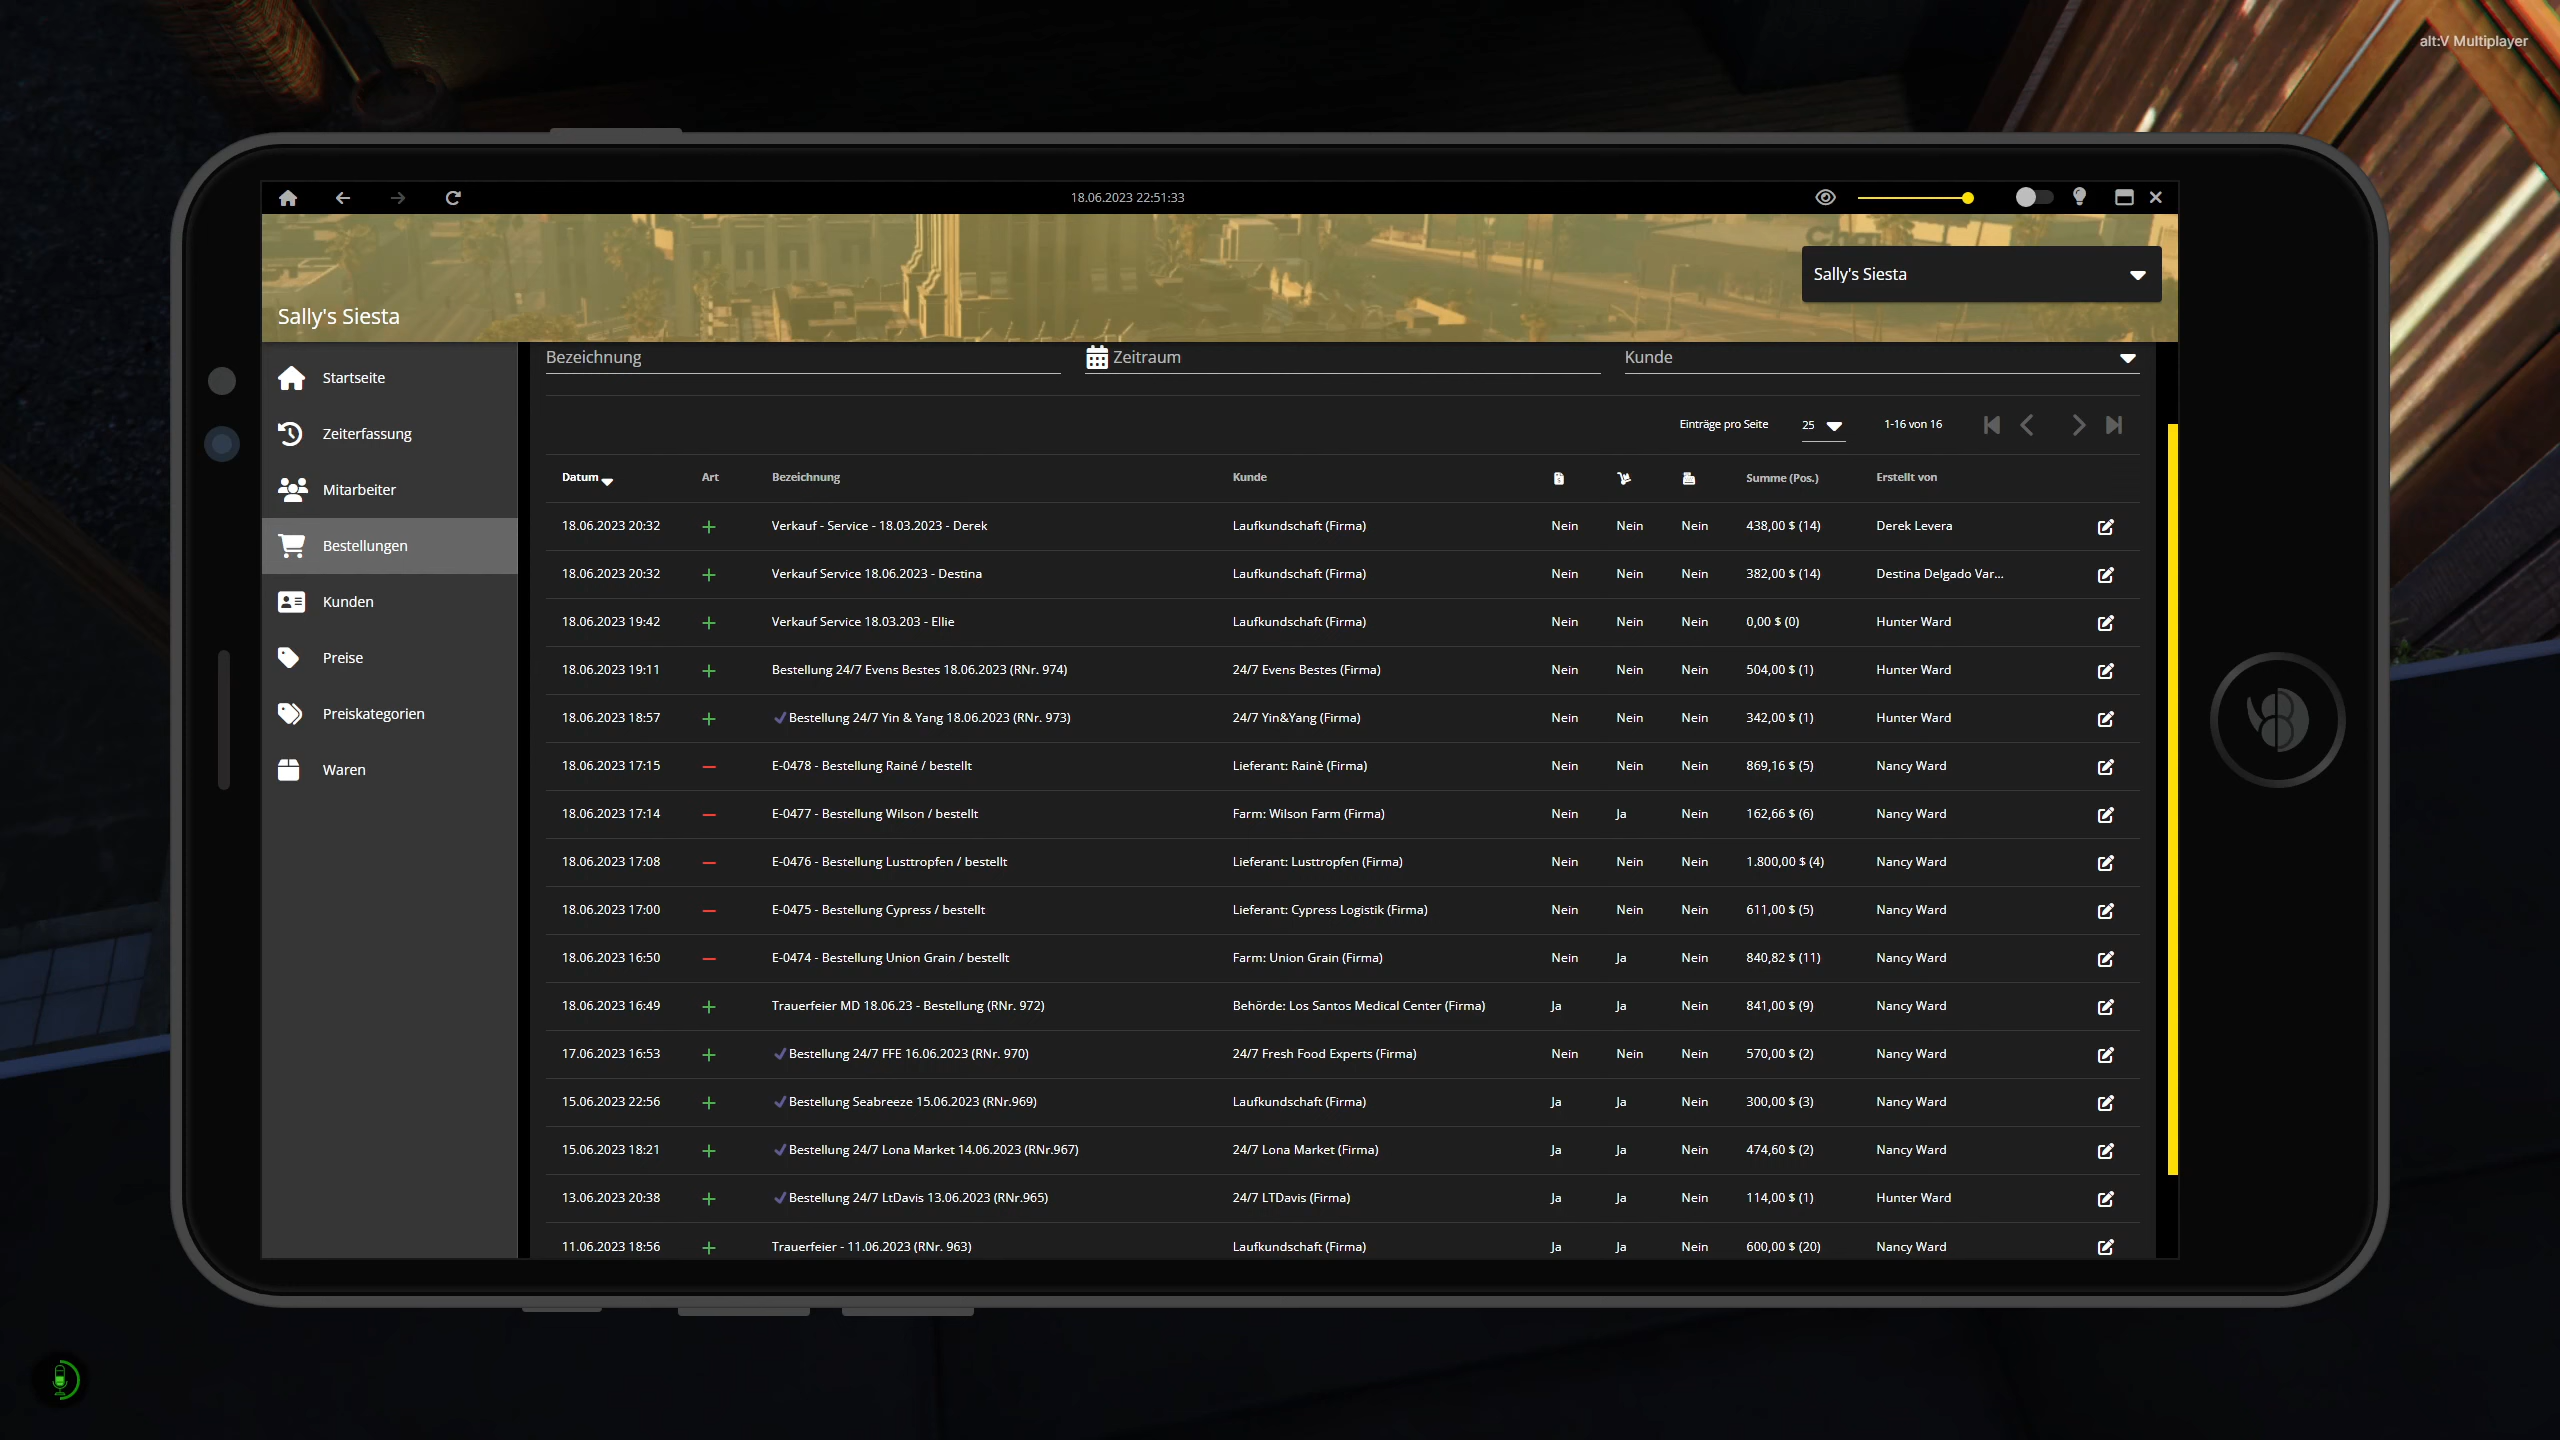 alt:V Multiplayer
18.06.2023 22:51:33
Sally's Siesta
Sally's Siesta
Startseite
Zeiterfassung
Mitarbeiter
Bestellungen
Kunden
Preise
Preiskategorien
Waren
Bezeichnung Zeitraum Kunde
Einträge pro Seite 25 1-16 von 16
Datum Art Bezeichnung Kunde Summe (Pos.) Erstellt von
18.06.2023 20:32 + Verkauf - Service - 18.03.2023 - Derek Laufkundschaft (Firma) Nein Nein Nein 438,00 $ (14) Derek Levera
18.06.2023 20:32 + Verkauf Service 18.06.2023 - Destina Laufkundschaft (Firma) Nein Nein Nein 382,00 $ (14) Destina Delgado Var...
18.06.2023 19:42 + Verkauf Service 18.03.203 - Ellie Laufkundschaft (Firma) Nein Nein Nein 0,00 $ (0) Hunter Ward
18.06.2023 19:11 + Bestellung 24/7 Evens Bestes 18.06.2023 (RNr. 974) 24/7 Evens Bestes (Firma) Nein Nein Nein 504,00 $ (1) Hunter Ward
18.06.2023 18:57 + ✓Bestellung 24/7 Yin & Yang 18.06.2023 (RNr. 973) 24/7 Yin&Yang (Firma) Nein Nein Nein 342,00 $ (1) Hunter Ward
18.06.2023 17:15 − E-0478 - Bestellung Rainé / bestellt Lieferant: Rainè (Firma) Nein Nein Nein 869,16 $ (5) Nancy Ward
18.06.2023 17:14 − E-0477 - Bestellung Wilson / bestellt Farm: Wilson Farm (Firma) Nein Ja Nein 162,66 $ (6) Nancy Ward
18.06.2023 17:08 − E-0476 - Bestellung Lusttropfen / bestellt Lieferant: Lusttropfen (Firma) Nein Nein Nein 1.800,00 $ (4) Nancy Ward
18.06.2023 17:00 − E-0475 - Bestellung Cypress / bestellt Lieferant: Cypress Logistik (Firma) Nein Nein Nein 611,00 $ (5) Nancy Ward
18.06.2023 16:50 − E-0474 - Bestellung Union Grain / bestellt Farm: Union Grain (Firma) Nein Ja Nein 840,82 $ (11) Nancy Ward
18.06.2023 16:49 + Trauerfeier MD 18.06.23 - Bestellung (RNr. 972) Behörde: Los Santos Medical Center (Firma) Ja Ja Nein 841,00 $ (9) Nancy Ward
17.06.2023 16:53 + ✓Bestellung 24/7 FFE 16.06.2023 (RNr. 970) 24/7 Fresh Food Experts (Firma) Nein Nein Nein 570,00 $ (2) Nancy Ward
15.06.2023 22:56 + ✓Bestellung Seabreeze 15.06.2023 (RNr.969) Laufkundschaft (Firma) Ja Ja Nein 300,00 $ (3) Nancy Ward
15.06.2023 18:21 + ✓Bestellung 24/7 Lona Market 14.06.2023 (RNr.967) 24/7 Lona Market (Firma) Ja Ja Nein 474,60 $ (2) Nancy Ward
13.06.2023 20:38 + ✓Bestellung 24/7 LtDavis 13.06.2023 (RNr.965) 24/7 LTDavis (Firma) Ja Ja Nein 114,00 $ (1) Hunter Ward
11.06.2023 18:56 + Trauerfeier - 11.06.2023 (RNr. 963) Laufkundschaft (Firma) Ja Ja Nein 600,00 $ (20) Nancy Ward